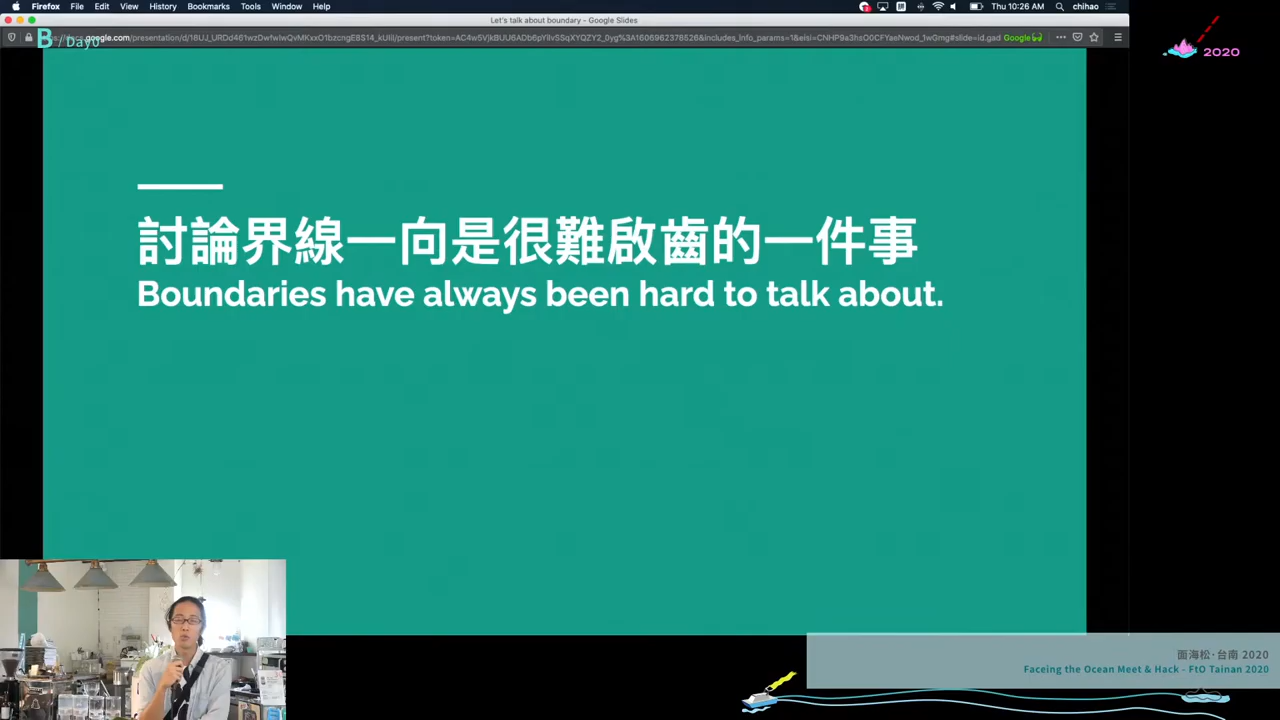 Firefox File Edit View History Bookmarks Tools Window Help
Thu 10:26 AM chihao
Let's talk about boundary - Google Slides
B / Day0
2020
討論界線一向是很難啟齒的一件事
Boundaries have always been hard to talk about.
面海松·台南 2020
Faceing the Ocean Meet & Hack - FtO Tainan 2020